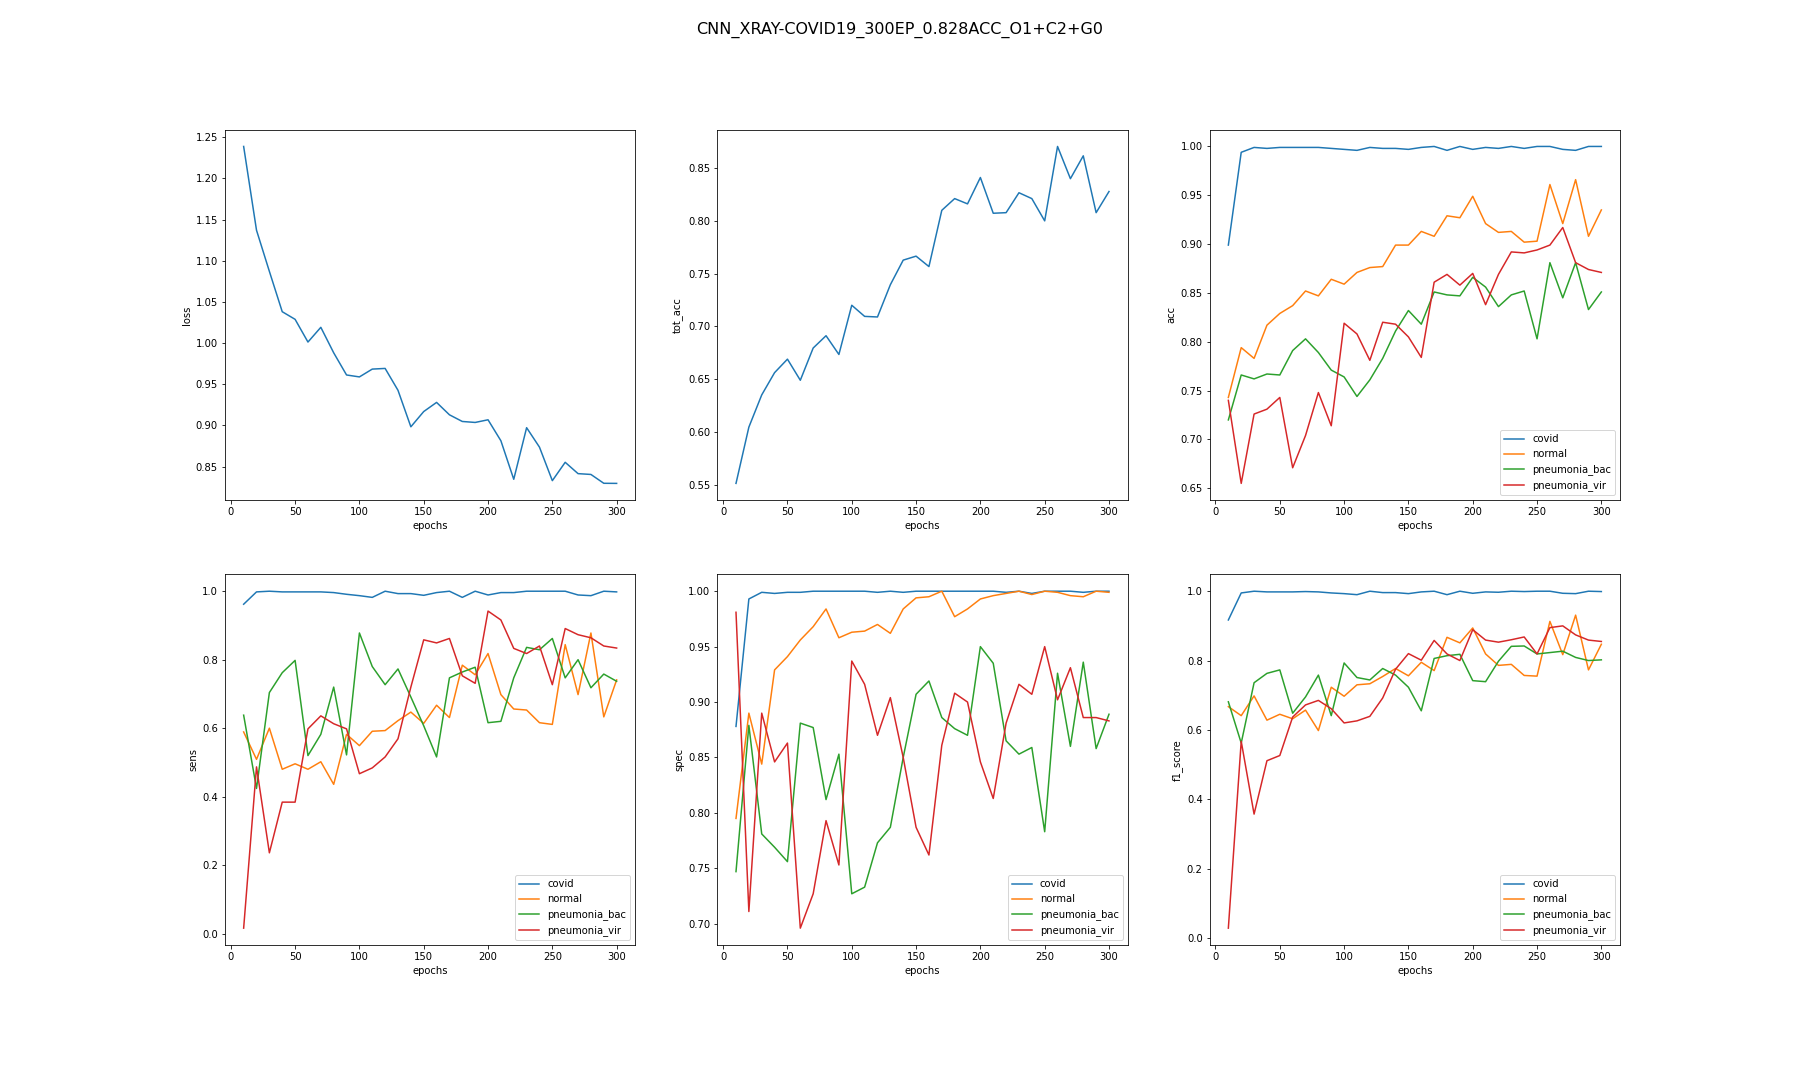 CNN_XRAY-COVID19_300EP_0.828ACC_O1+C2+G0
loss
1.25
1.20
1.15
1.10
1.05
1.00
0.95
0.90
0.85
0 50 100 150 200 250 300
epochs
tot_acc
0.85
0.80
0.75
0.70
0.65
0.60
0.55
0 50 100 150 200 250 300
epochs
acc
1.00
0.95
0.90
0.85
0.80
0.75
0.70
0.65
covid
normal
pneumonia_bac
pneumonia_vir
0 50 100 150 200 250 300
epochs
sens
1.0
0.8
0.6
0.4
0.2
0.0
covid
normal
pneumonia_bac
pneumonia_vir
0 50 100 150 200 250 300
epochs
spec
1.00
0.95
0.90
0.85
0.80
0.75
0.70
covid
normal
pneumonia_bac
pneumonia_vir
0 50 100 150 200 250 300
epochs
f1_score
1.0
0.8
0.6
0.4
0.2
0.0
covid
normal
pneumonia_bac
pneumonia_vir
0 50 100 150 200 250 300
epochs